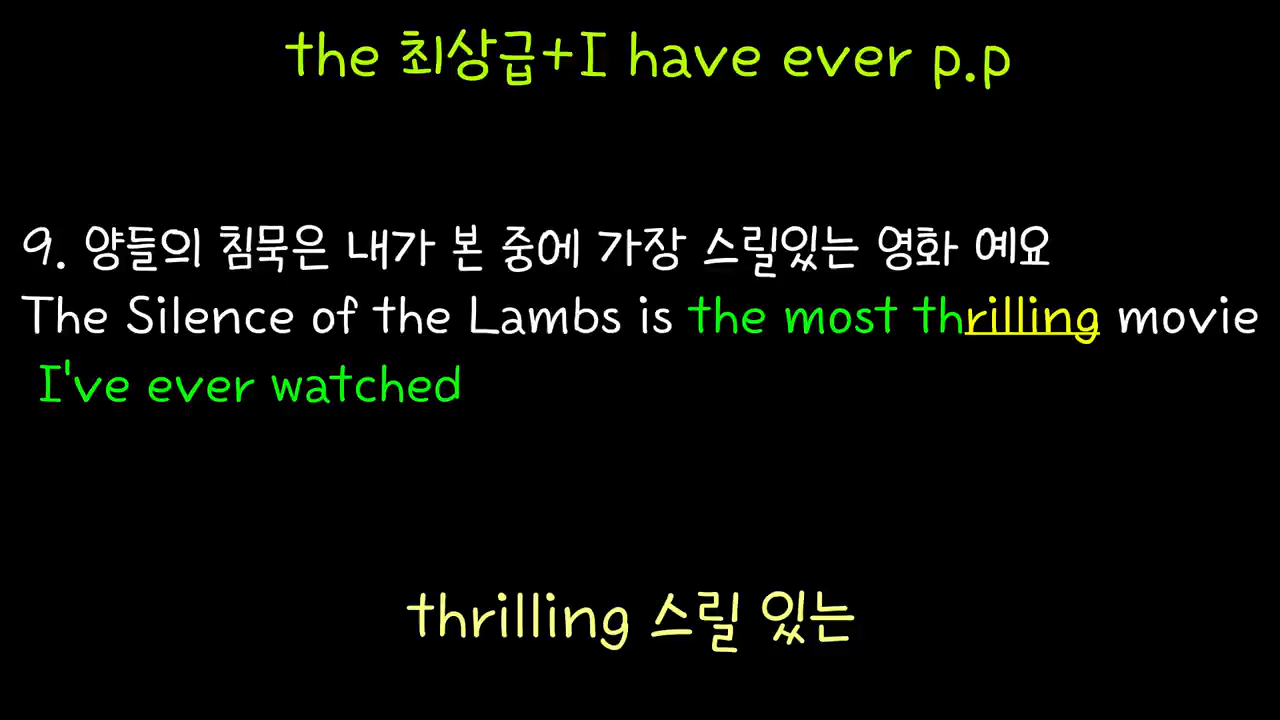 the 최상급+I have ever p.p
9. 양들의 침묵은 내가 본 중에 가장 스릴있는 영화 예요
The Silence of the Lambs is the most thrilling movie
I've ever watched
thrilling 스릴 있는